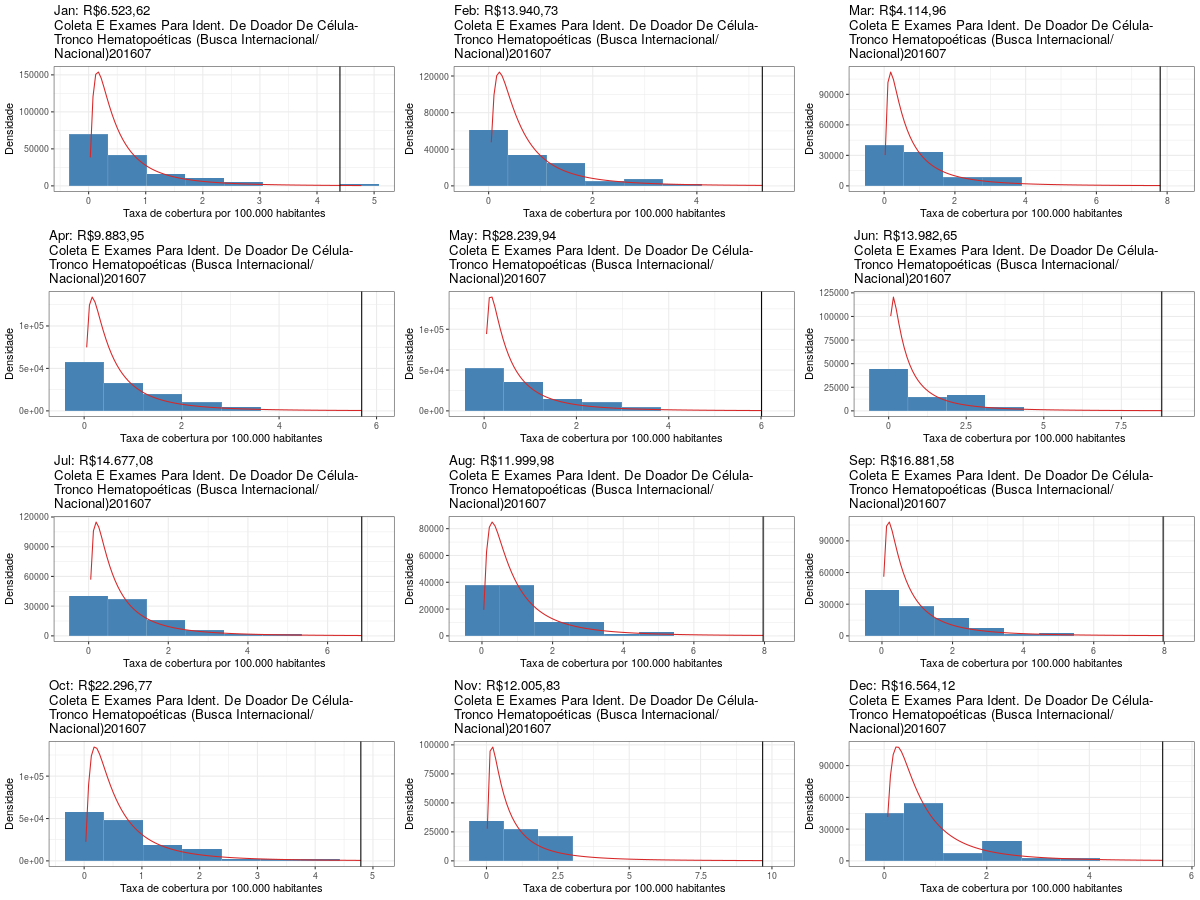 Jan: R$6.523,62
Coleta E Exames Para Ident. De Doador De Célula-
Tronco Hematopoéticas (Busca Internacional/
Nacional)201607
150000
100000
50000
0
Densidade
0 1 2 3 4 5
Taxa de cobertura por 100.000 habitantes
Feb: R$13.940,73
Coleta E Exames Para Ident. De Doador De Célula-
Tronco Hematopoéticas (Busca Internacional/
Nacional)201607
120000
80000
40000
0
Densidade
0 2 4
Taxa de cobertura por 100.000 habitantes
Mar: R$4.114,96
Coleta E Exames Para Ident. De Doador De Célula-
Tronco Hematopoéticas (Busca Internacional/
Nacional)201607
90000
60000
30000
0
Densidade
0 2 4 6 8
Taxa de cobertura por 100.000 habitantes
Apr: R$9.883,95
Coleta E Exames Para Ident. De Doador De Célula-
Tronco Hematopoéticas (Busca Internacional/
Nacional)201607
1e+05
5e+04
0e+00
Densidade
0 2 4 6
Taxa de cobertura por 100.000 habitantes
May: R$28.239,94
Coleta E Exames Para Ident. De Doador De Célula-
Tronco Hematopoéticas (Busca Internacional/
Nacional)201607
1e+05
5e+04
0e+00
Densidade
0 2 4 6
Taxa de cobertura por 100.000 habitantes
Jun: R$13.982,65
Coleta E Exames Para Ident. De Doador De Célula-
Tronco Hematopoéticas (Busca Internacional/
Nacional)201607
125000
100000
75000
50000
25000
0
Densidade
0 2.5 5 7.5
Taxa de cobertura por 100.000 habitantes
Jul: R$14.677,08
Coleta E Exames Para Ident. De Doador De Célula-
Tronco Hematopoéticas (Busca Internacional/
Nacional)201607
120000
90000
60000
30000
0
Densidade
0 2 4 6
Taxa de cobertura por 100.000 habitantes
Aug: R$11.999,98
Coleta E Exames Para Ident. De Doador De Célula-
Tronco Hematopoéticas (Busca Internacional/
Nacional)201607
80000
60000
40000
20000
0
Densidade
0 2 4 6 8
Taxa de cobertura por 100.000 habitantes
Sep: R$16.881,58
Coleta E Exames Para Ident. De Doador De Célula-
Tronco Hematopoéticas (Busca Internacional/
Nacional)201607
90000
60000
30000
0
Densidade
0 2 4 6 8
Taxa de cobertura por 100.000 habitantes
Oct: R$22.296,77
Coleta E Exames Para Ident. De Doador De Célula-
Tronco Hematopoéticas (Busca Internacional/
Nacional)201607
1e+05
5e+04
0e+00
Densidade
0 1 2 3 4 5
Taxa de cobertura por 100.000 habitantes
Nov: R$12.005,83
Coleta E Exames Para Ident. De Doador De Célula-
Tronco Hematopoéticas (Busca Internacional/
Nacional)201607
100000
75000
50000
25000
0
Densidade
0 2.5 5 7.5 10
Taxa de cobertura por 100.000 habitantes
Dec: R$16.564,12
Coleta E Exames Para Ident. De Doador De Célula-
Tronco Hematopoéticas (Busca Internacional/
Nacional)201607
90000
60000
30000
0
Densidade
0 2 4 6
Taxa de cobertura por 100.000 habitantes